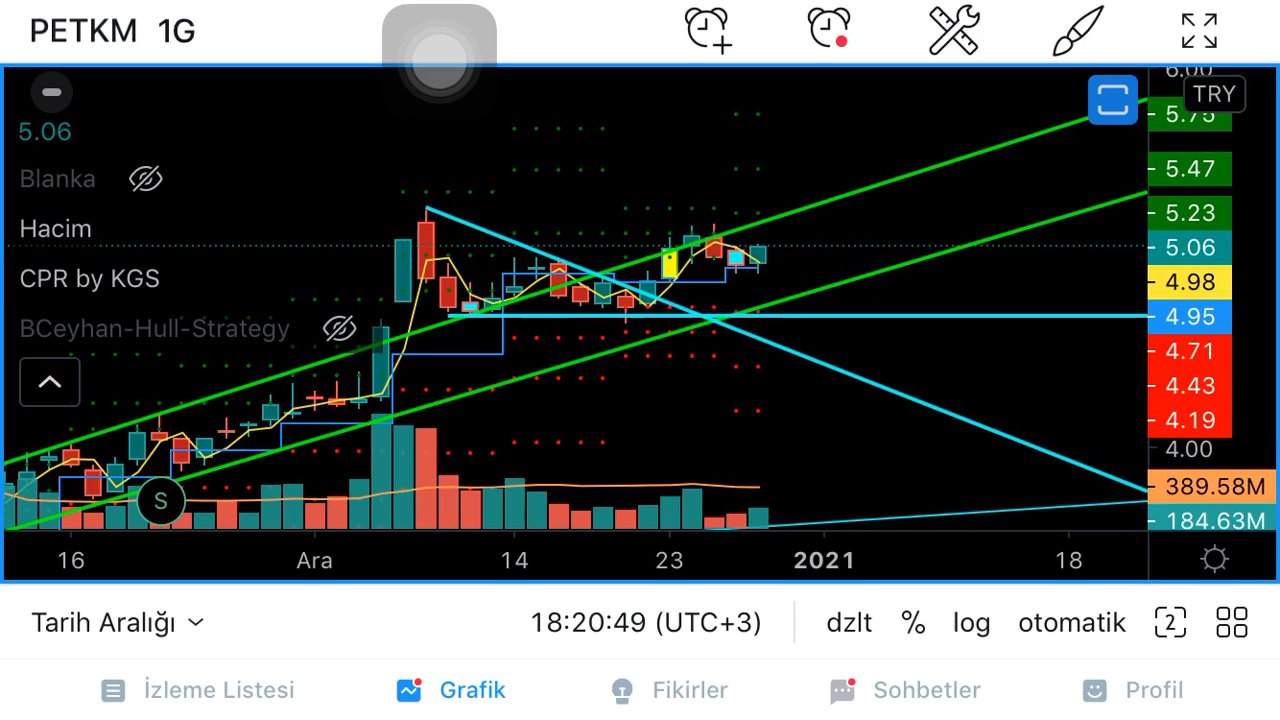 PETKM 1G
6.00
TRY
5.75
5.06
Blanka
5.47
Hacim
5.23
5.06
CPR by KGS
4.98
BCeyhan-Hull-Strategy
4.95
4.71
4.43
4.19
4.00
S
389.58M
184.63M
16 Ara 14 23 2021 18
Tarih Aralığı 18:20:49 (UTC+3) dzlt % log otomatik 2
İzleme Listesi Grafik Fikirler Sohbetler Profil